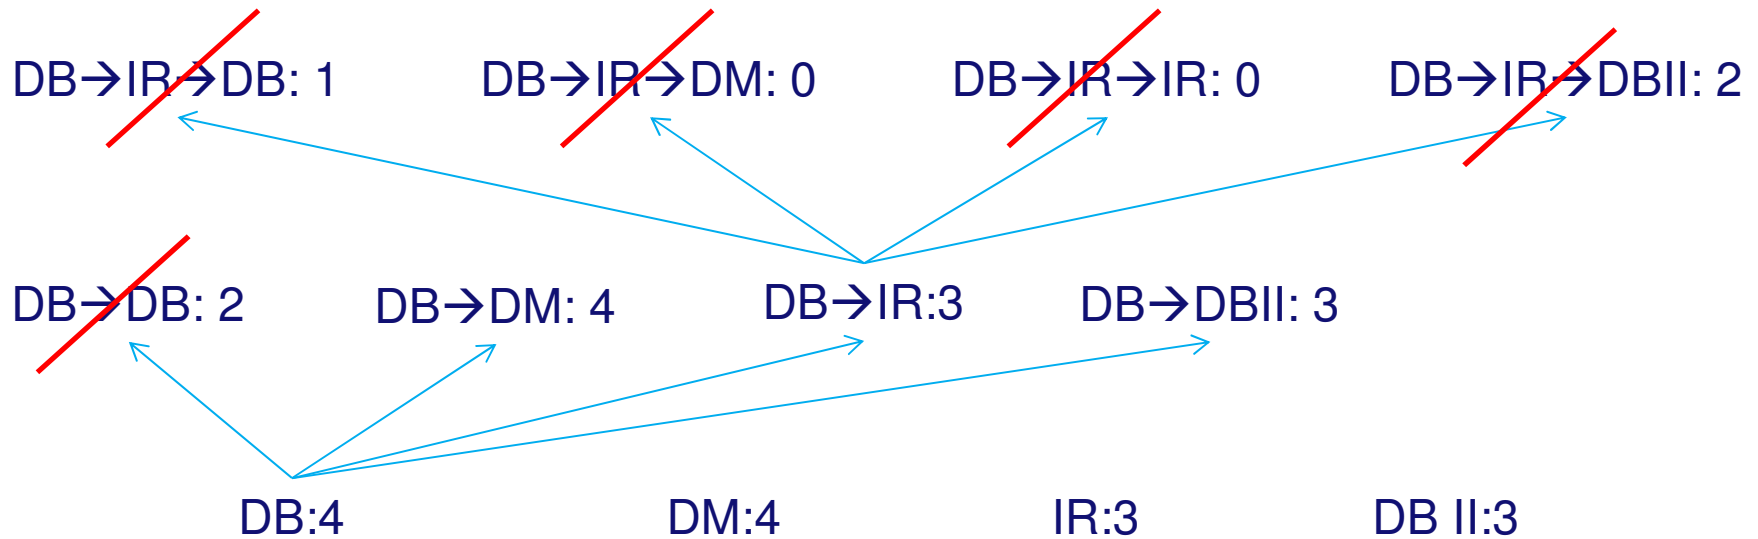 DB→IR→DB: 1 DB→IR→DM: 0 DB→IR→IR: 0 DB→IR→DBII: 2
DB→DB: 2 DB→DM: 4 DB→IR:3 DB→DBII: 3
DB:4 DM:4 IR:3 DB II:3